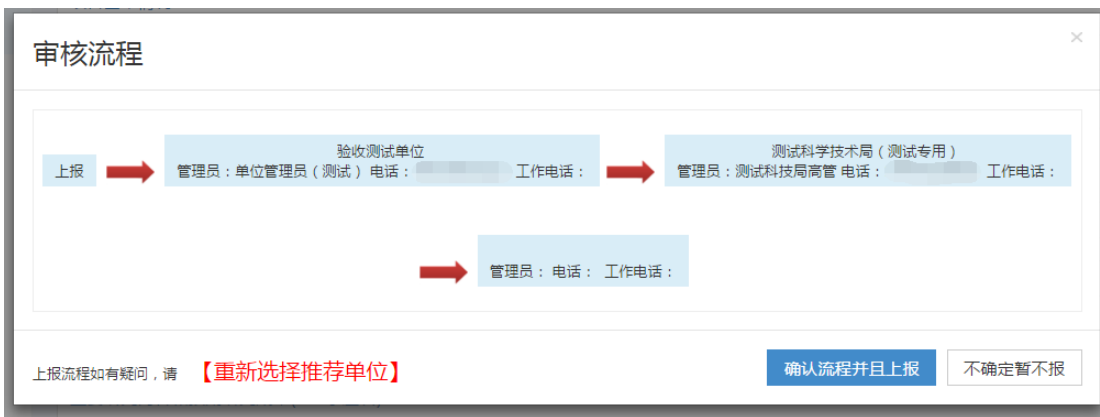 审核流程
×
上报
验收测试单位
管理员：单位管理员（测试）电话： 工作电话：
测试科学技术局（测试专用）
管理员：测试科技局高管 电话： 工作电话：
管理员： 电话： 工作电话：
上报流程如有疑问，请 【重新选择推荐单位】
确认流程并且上报
不确定暂不报